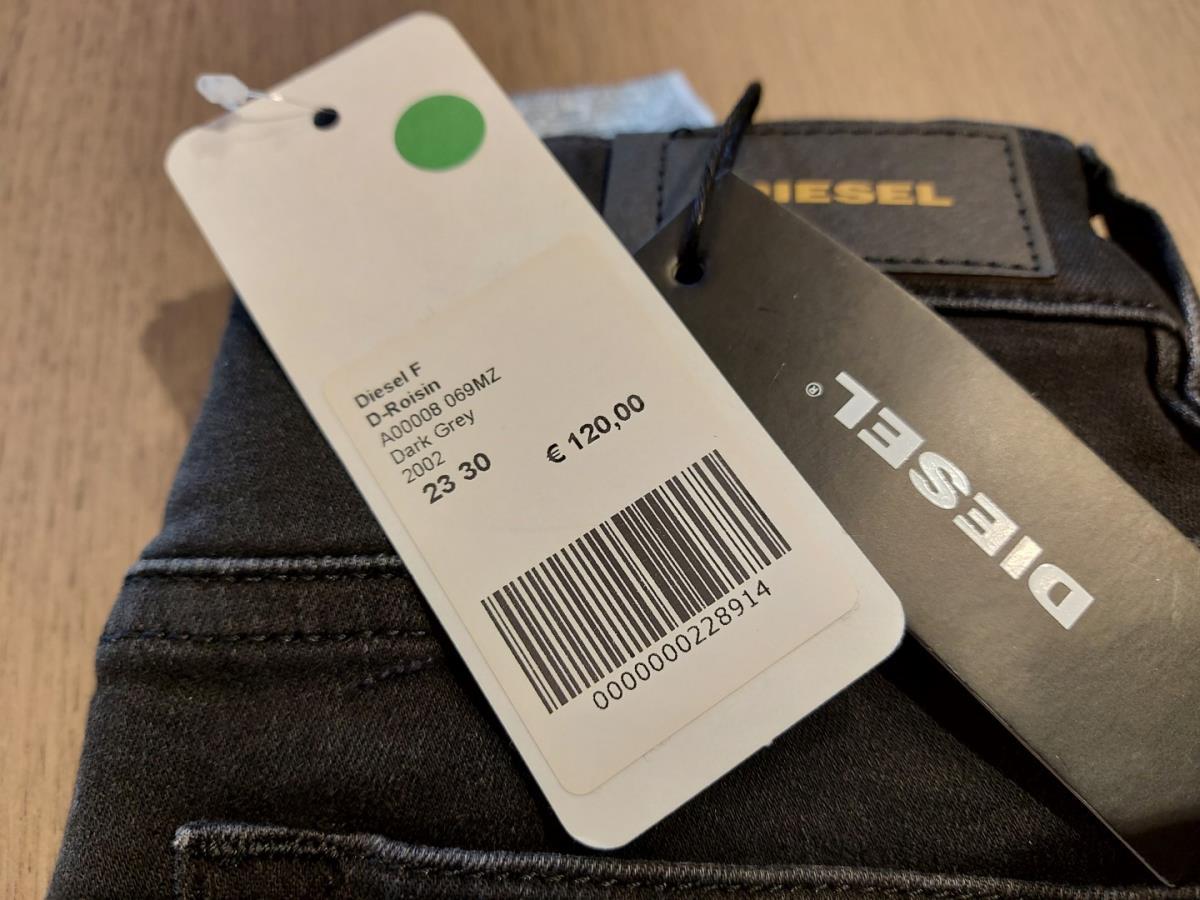 Diesel F
D-Roisin
A00008 069MZ
Dark Grey
2002
23 30
€ 120,00
0000000228914
DIESEL
DIESEL ®